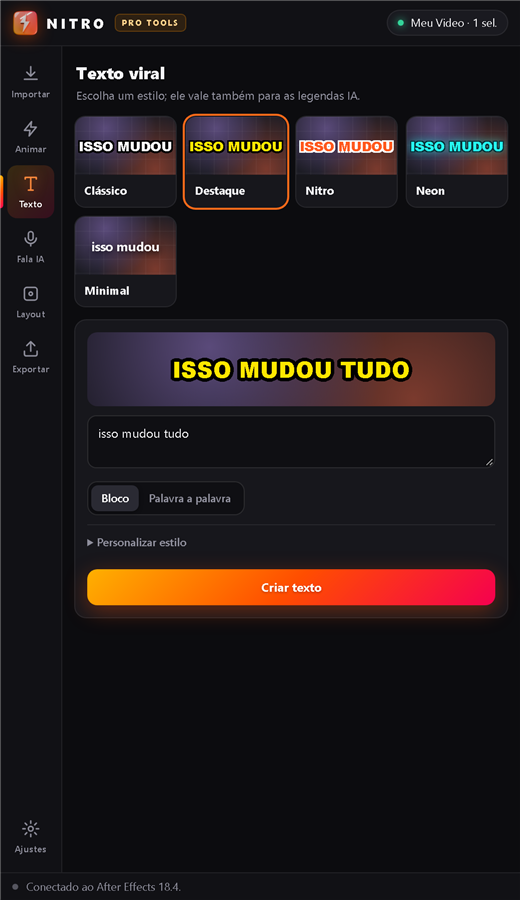 NITRO PRO TOOLS Meu Video · 1 sel.
Importar
Animar
Texto
Fala IA
Layout
Exportar
Ajustes
Texto viral
Escolha um estilo; ele vale também para as legendas IA.
ISSO MUDOU ISSO MUDOU ISSO MUDOU ISSO MUDOU
Clássico Destaque Nitro Neon
isso mudou
Minimal
ISSO MUDOU TUDO
isso mudou tudo
Bloco Palavra a palavra
Personalizar estilo
Criar texto
Conectado ao After Effects 18.4.